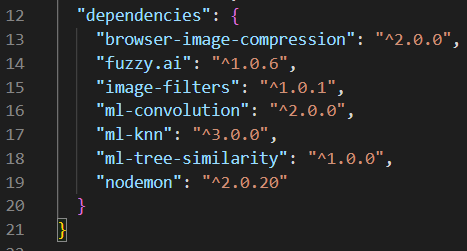 12 "dependencies": {
13 "browser-image-compression": "^2.0.0",
14 "fuzzy.ai": "^1.0.6",
15 "image-filters": "^1.0.1",
16 "ml-convolution": "^2.0.0",
17 "ml-knn": "^3.0.0",
18 "ml-tree-similarity": "^1.0.0",
19 "nodemon": "^2.0.20"
20 }
21 }